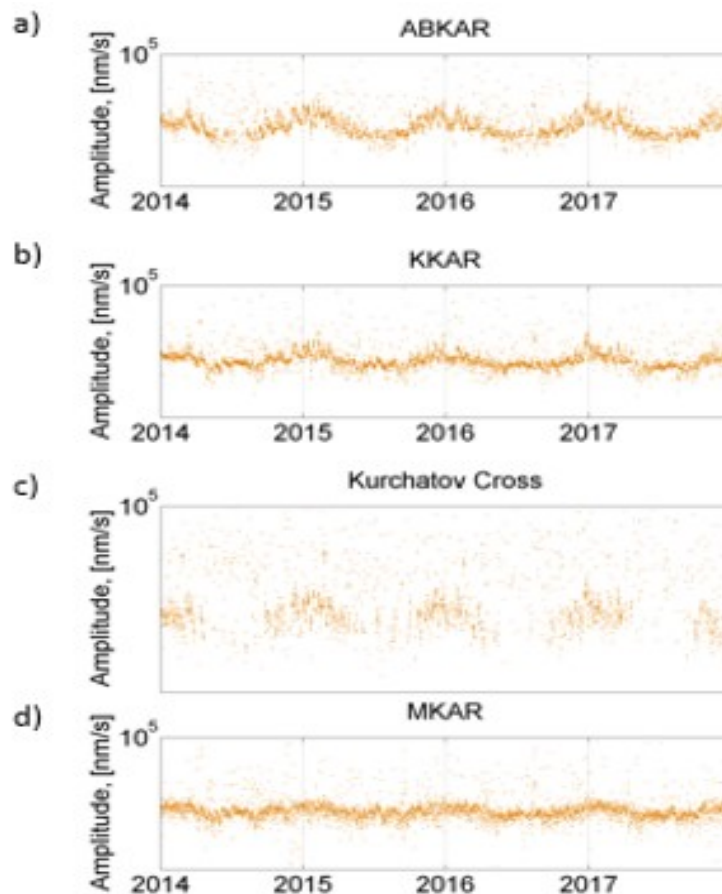 a)
ABKAR
10^5
Amplitude, [nm/s]
2014 2015 2016 2017
b)
KKAR
10^5
Amplitude, [nm/s]
2014 2015 2016 2017
c)
Kurchatov Cross
10^5
Amplitude, [nm/s]
d)
MKAR
10^5
Amplitude, [nm/s]
2014 2015 2016 2017